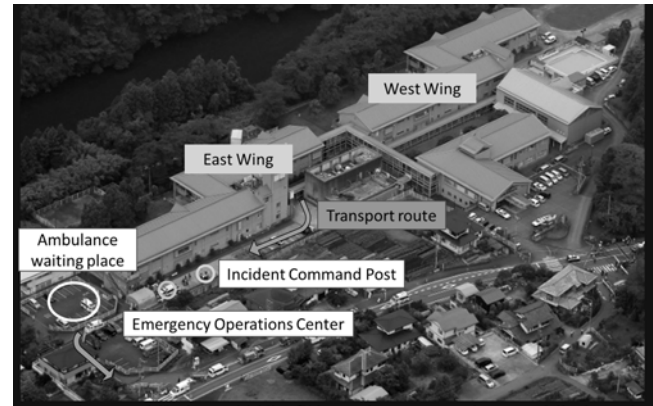 West Wing
East Wing
Transport route
Ambulance
waiting place
Incident Command Post
Emergency Operations Center